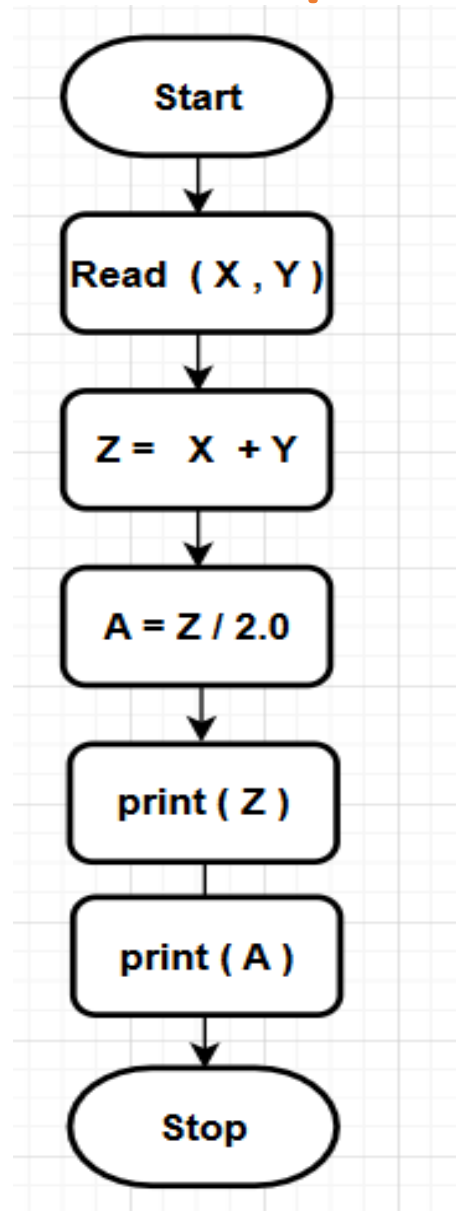 Start
Read ( X , Y )
Z = X + Y
A = Z / 2.0
print ( Z )
print ( A )
Stop